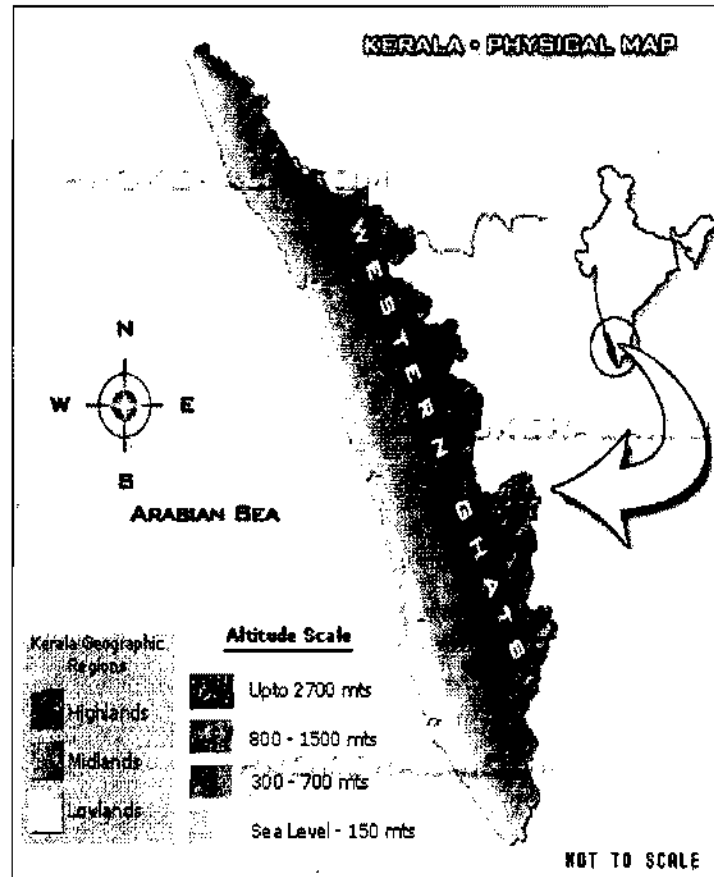 KERALA - PHYSICAL MAP
WESTERN GHATS
N
W E
S
ARABIAN SEA
Kerala Geographic
Regions
Highlands
Midlands
Lowlands
Altitude Scale
Upto 2700 mts
800 - 1500 mts
300 - 700 mts
Sea Level - 150 mts
NOT TO SCALE